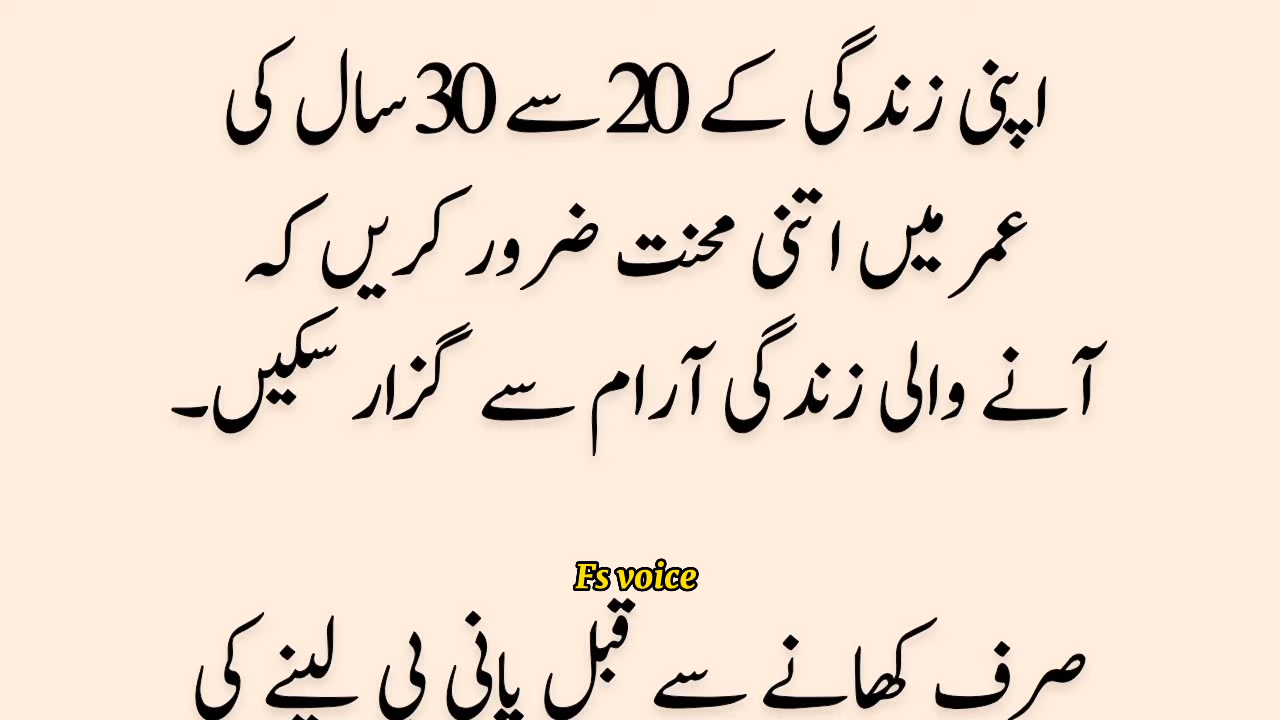 اپنی زندگی کے 20 سے 30 سال کی
عمر میں اتنی محنت ضرور کریں کہ
آنے والی زندگی آرام سے گزار سکیں۔
Fs voice
صرف کھانے سے قبل پانی پی لینے کی